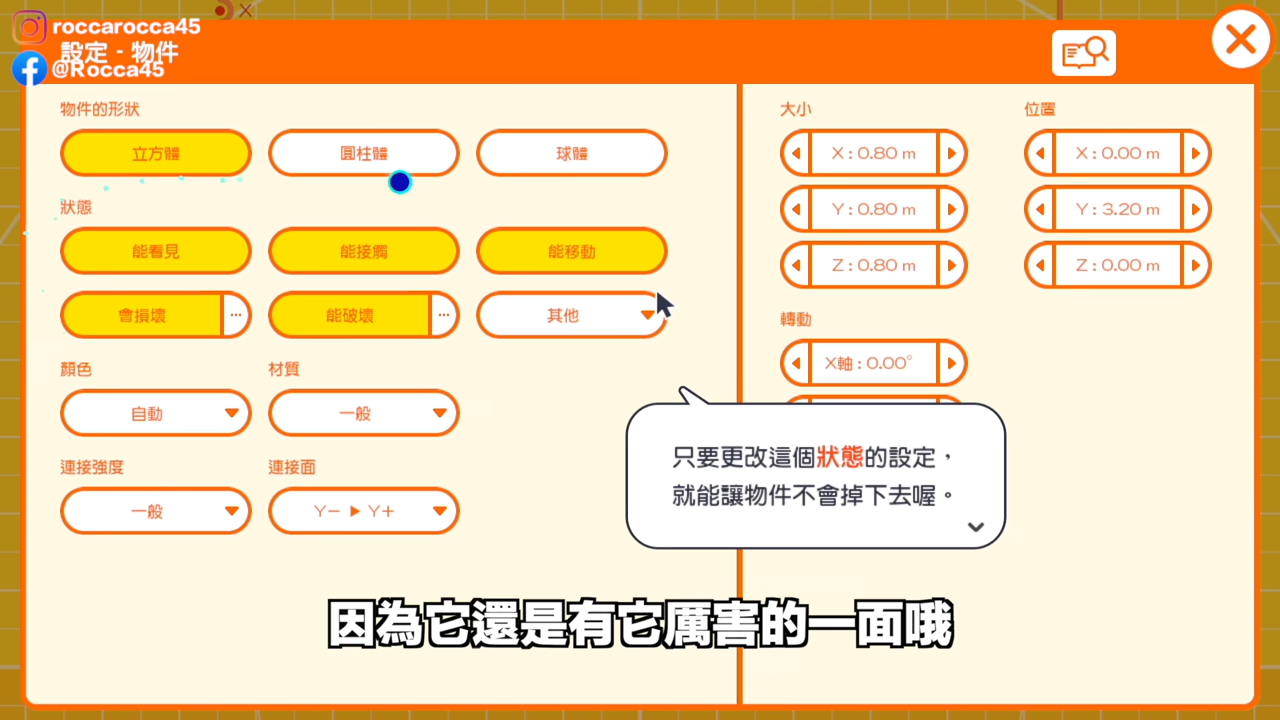 roccarocca45
設定 - 物件
@Rocca45
物件的形狀
立方體
圓柱體
球體
狀態
能看見
能接觸
能移動
會損壞 ...
能破壞 ...
其他
顏色
材質
自動
一般
連接強度
連接面
一般
Y− ▶ Y+
大小
位置
X : 0.80 m
X : 0.00 m
Y : 0.80 m
Y : 3.20 m
Z : 0.80 m
Z : 0.00 m
轉動
X軸 : 0.00°
只要更改這個狀態的設定，
就能讓物件不會掉下去喔。
因為它還是有它厲害的一面哦